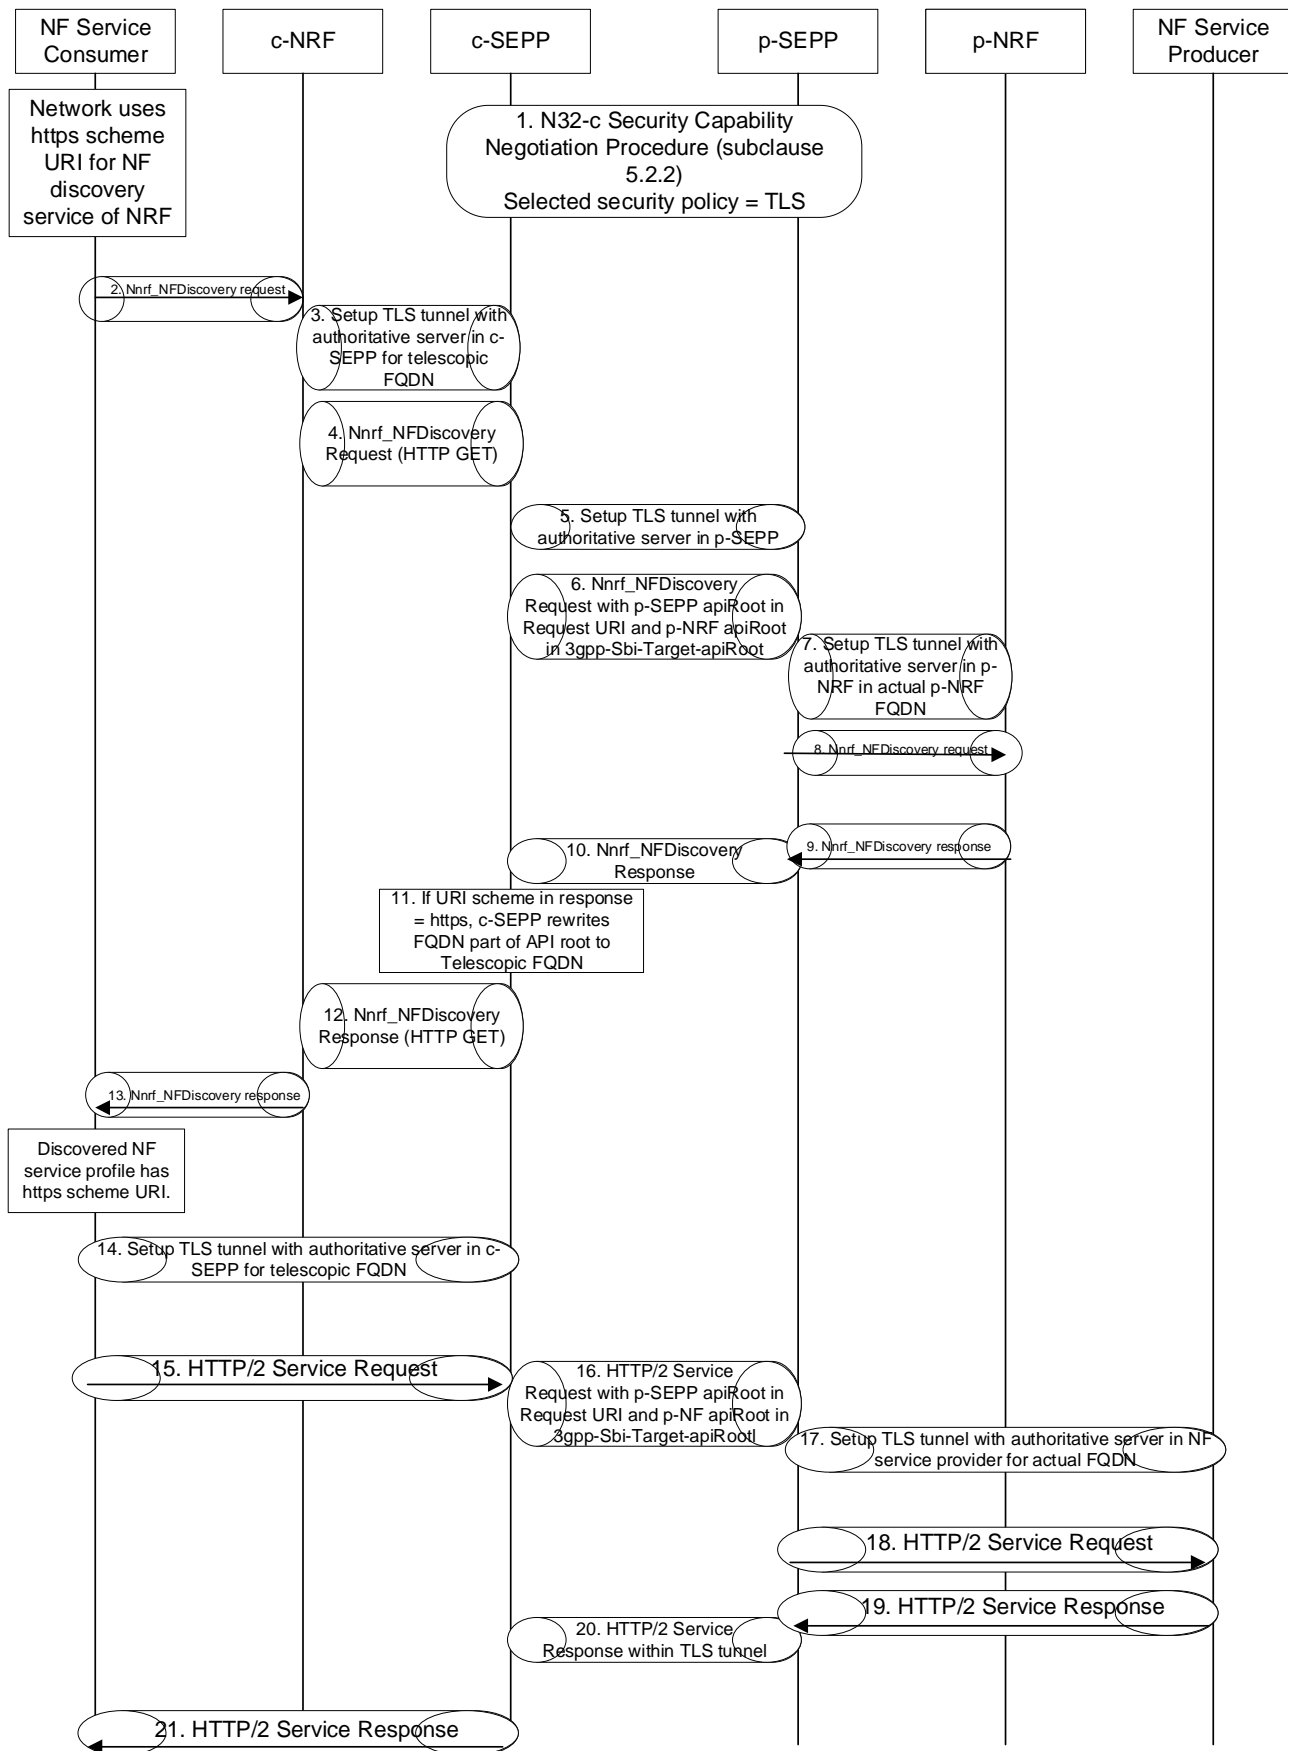 NF Service
Consumer
c-NRF
c-SEPP
p-SEPP
p-NRF
NF Service
Producer
Network uses
https scheme
URI for NF
discovery
service of NRF
1. N32-c Security Capability
Negotiation Procedure (subclause
5.2.2)
Selected security policy = TLS
2. Nnrf_NFDiscovery request
3. Setup TLS tunnel with
authoritative server in c-
SEPP for telescopic
FQDN
4. Nnrf_NFDiscovery
Request (HTTP GET)
5. Setup TLS tunnel with
authoritative server in p-SEPP
6. Nnrf_NFDiscovery
Request with p-SEPP apiRoot in
Request URI and p-NRF apiRoot
in 3gpp-Sbi-Target-apiRoot
7. Setup TLS tunnel with
authoritative server in p-
NRF in actual p-NRF
FQDN
8. Nnrf_NFDiscovery request
9. Nnrf_NFDiscovery response
10. Nnrf_NFDiscovery
Response
11. If URI scheme in response
= https, c-SEPP rewrites
FQDN part of API root to
Telescopic FQDN
12. Nnrf_NFDiscovery
Response (HTTP GET)
13. Nnrf_NFDiscovery response
Discovered NF
service profile has
https scheme URI.
14. Setup TLS tunnel with authoritative server in c-
SEPP for telescopic FQDN
15. HTTP/2 Service Request
16. HTTP/2 Service
Request with p-SEPP apiRoot in
Request URI and p-NF apiRoot in
3gpp-Sbi-Target-apiRootl
17. Setup TLS tunnel with authoritative server in NF
service provider for actual FQDN
18. HTTP/2 Service Request
19. HTTP/2 Service Response
20. HTTP/2 Service
Response within TLS tunnel
21. HTTP/2 Service Response